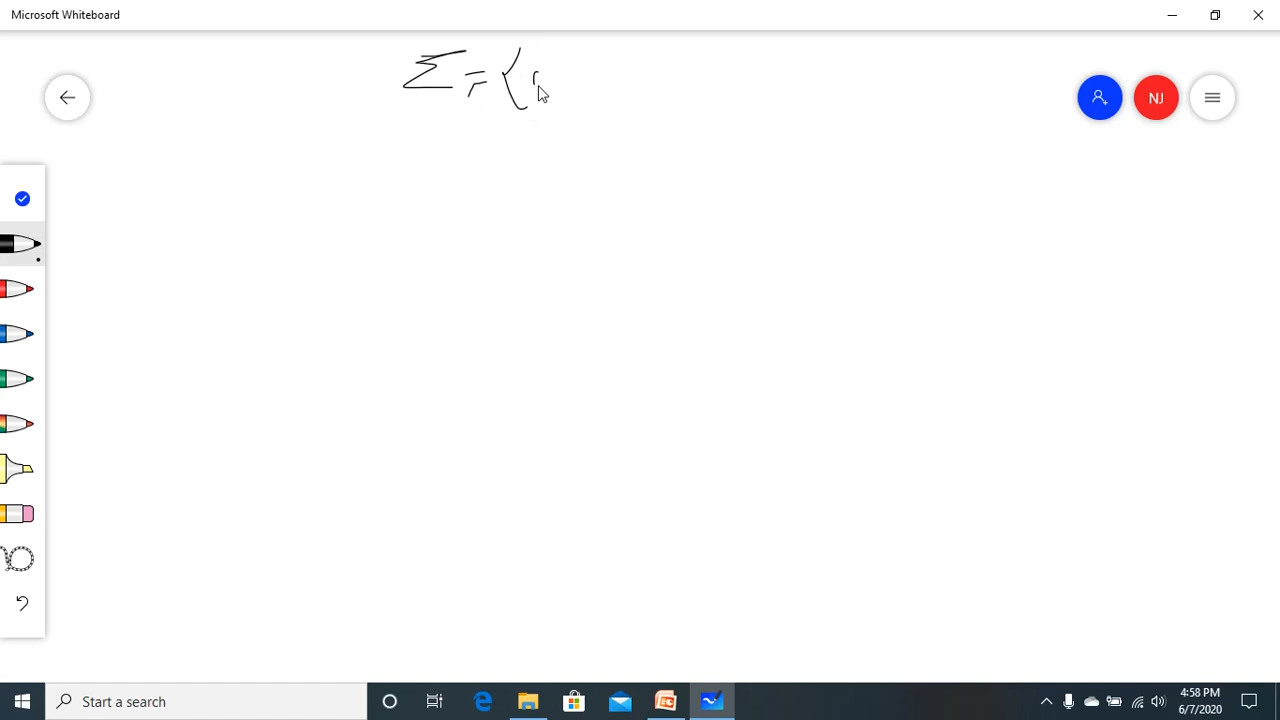 Microsoft Whiteboard
Σ = {
NJ
Start a search
4:58 PM
6/7/2020